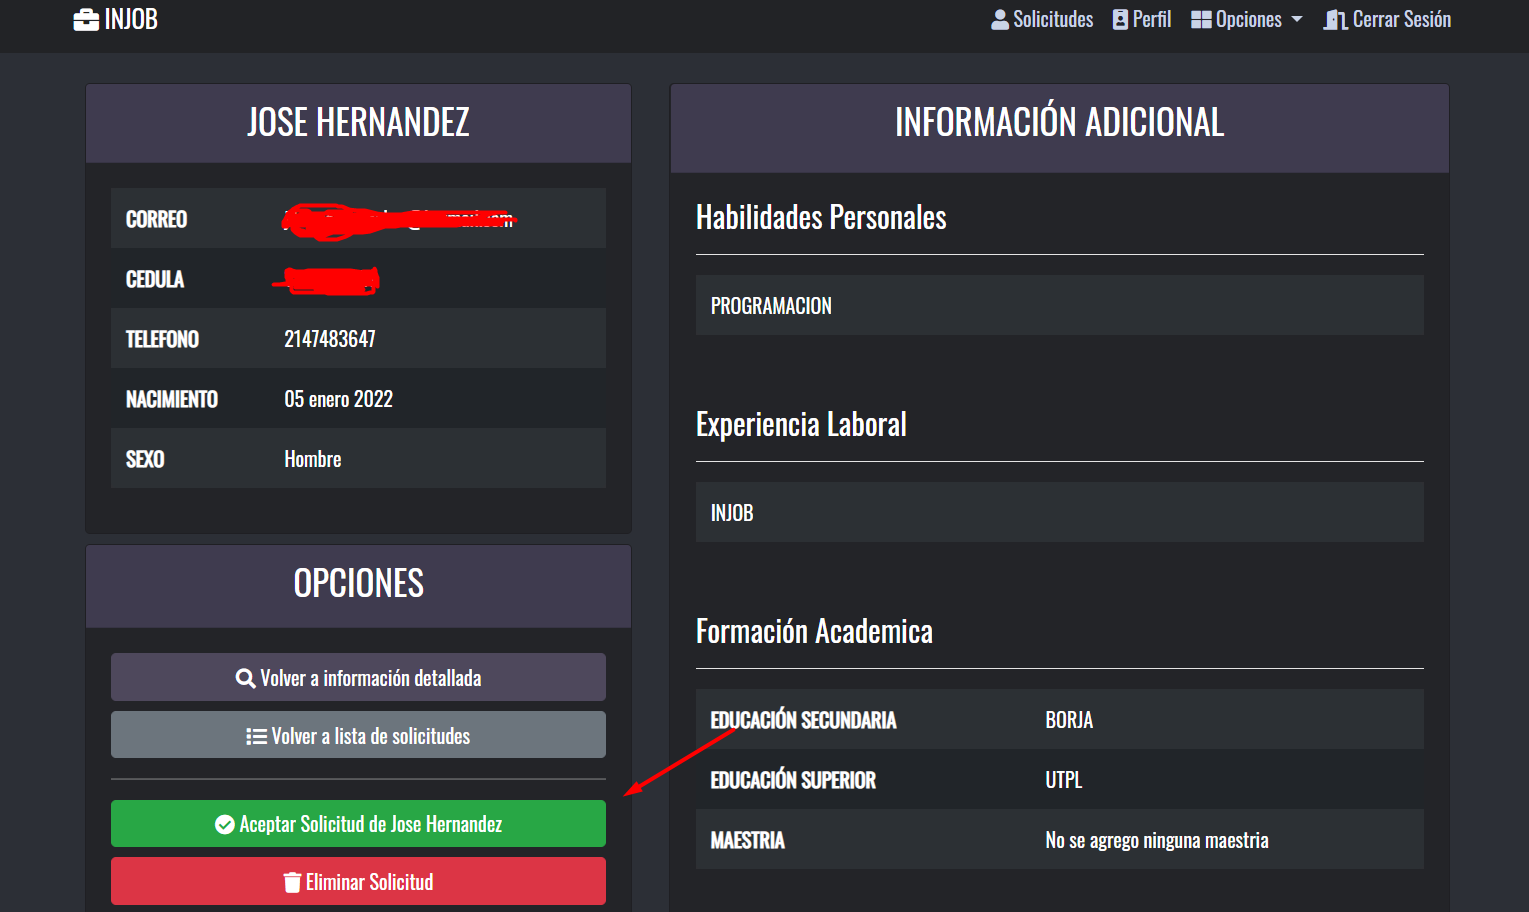 INJOB
Solicitudes Perfil Opciones Cerrar Sesión
JOSE HERNANDEZ
CORREO
CEDULA
TELEFONO 2147483647
NACIMIENTO 05 enero 2022
SEXO Hombre
OPCIONES
Volver a información detallada
Volver a lista de solicitudes
Aceptar Solicitud de Jose Hernandez
Eliminar Solicitud
INFORMACIÓN ADICIONAL
Habilidades Personales
PROGRAMACION
Experiencia Laboral
INJOB
Formación Academica
EDUCACIÓN SECUNDARIA BORJA
EDUCACIÓN SUPERIOR UTPL
MAESTRIA No se agrego ninguna maestria